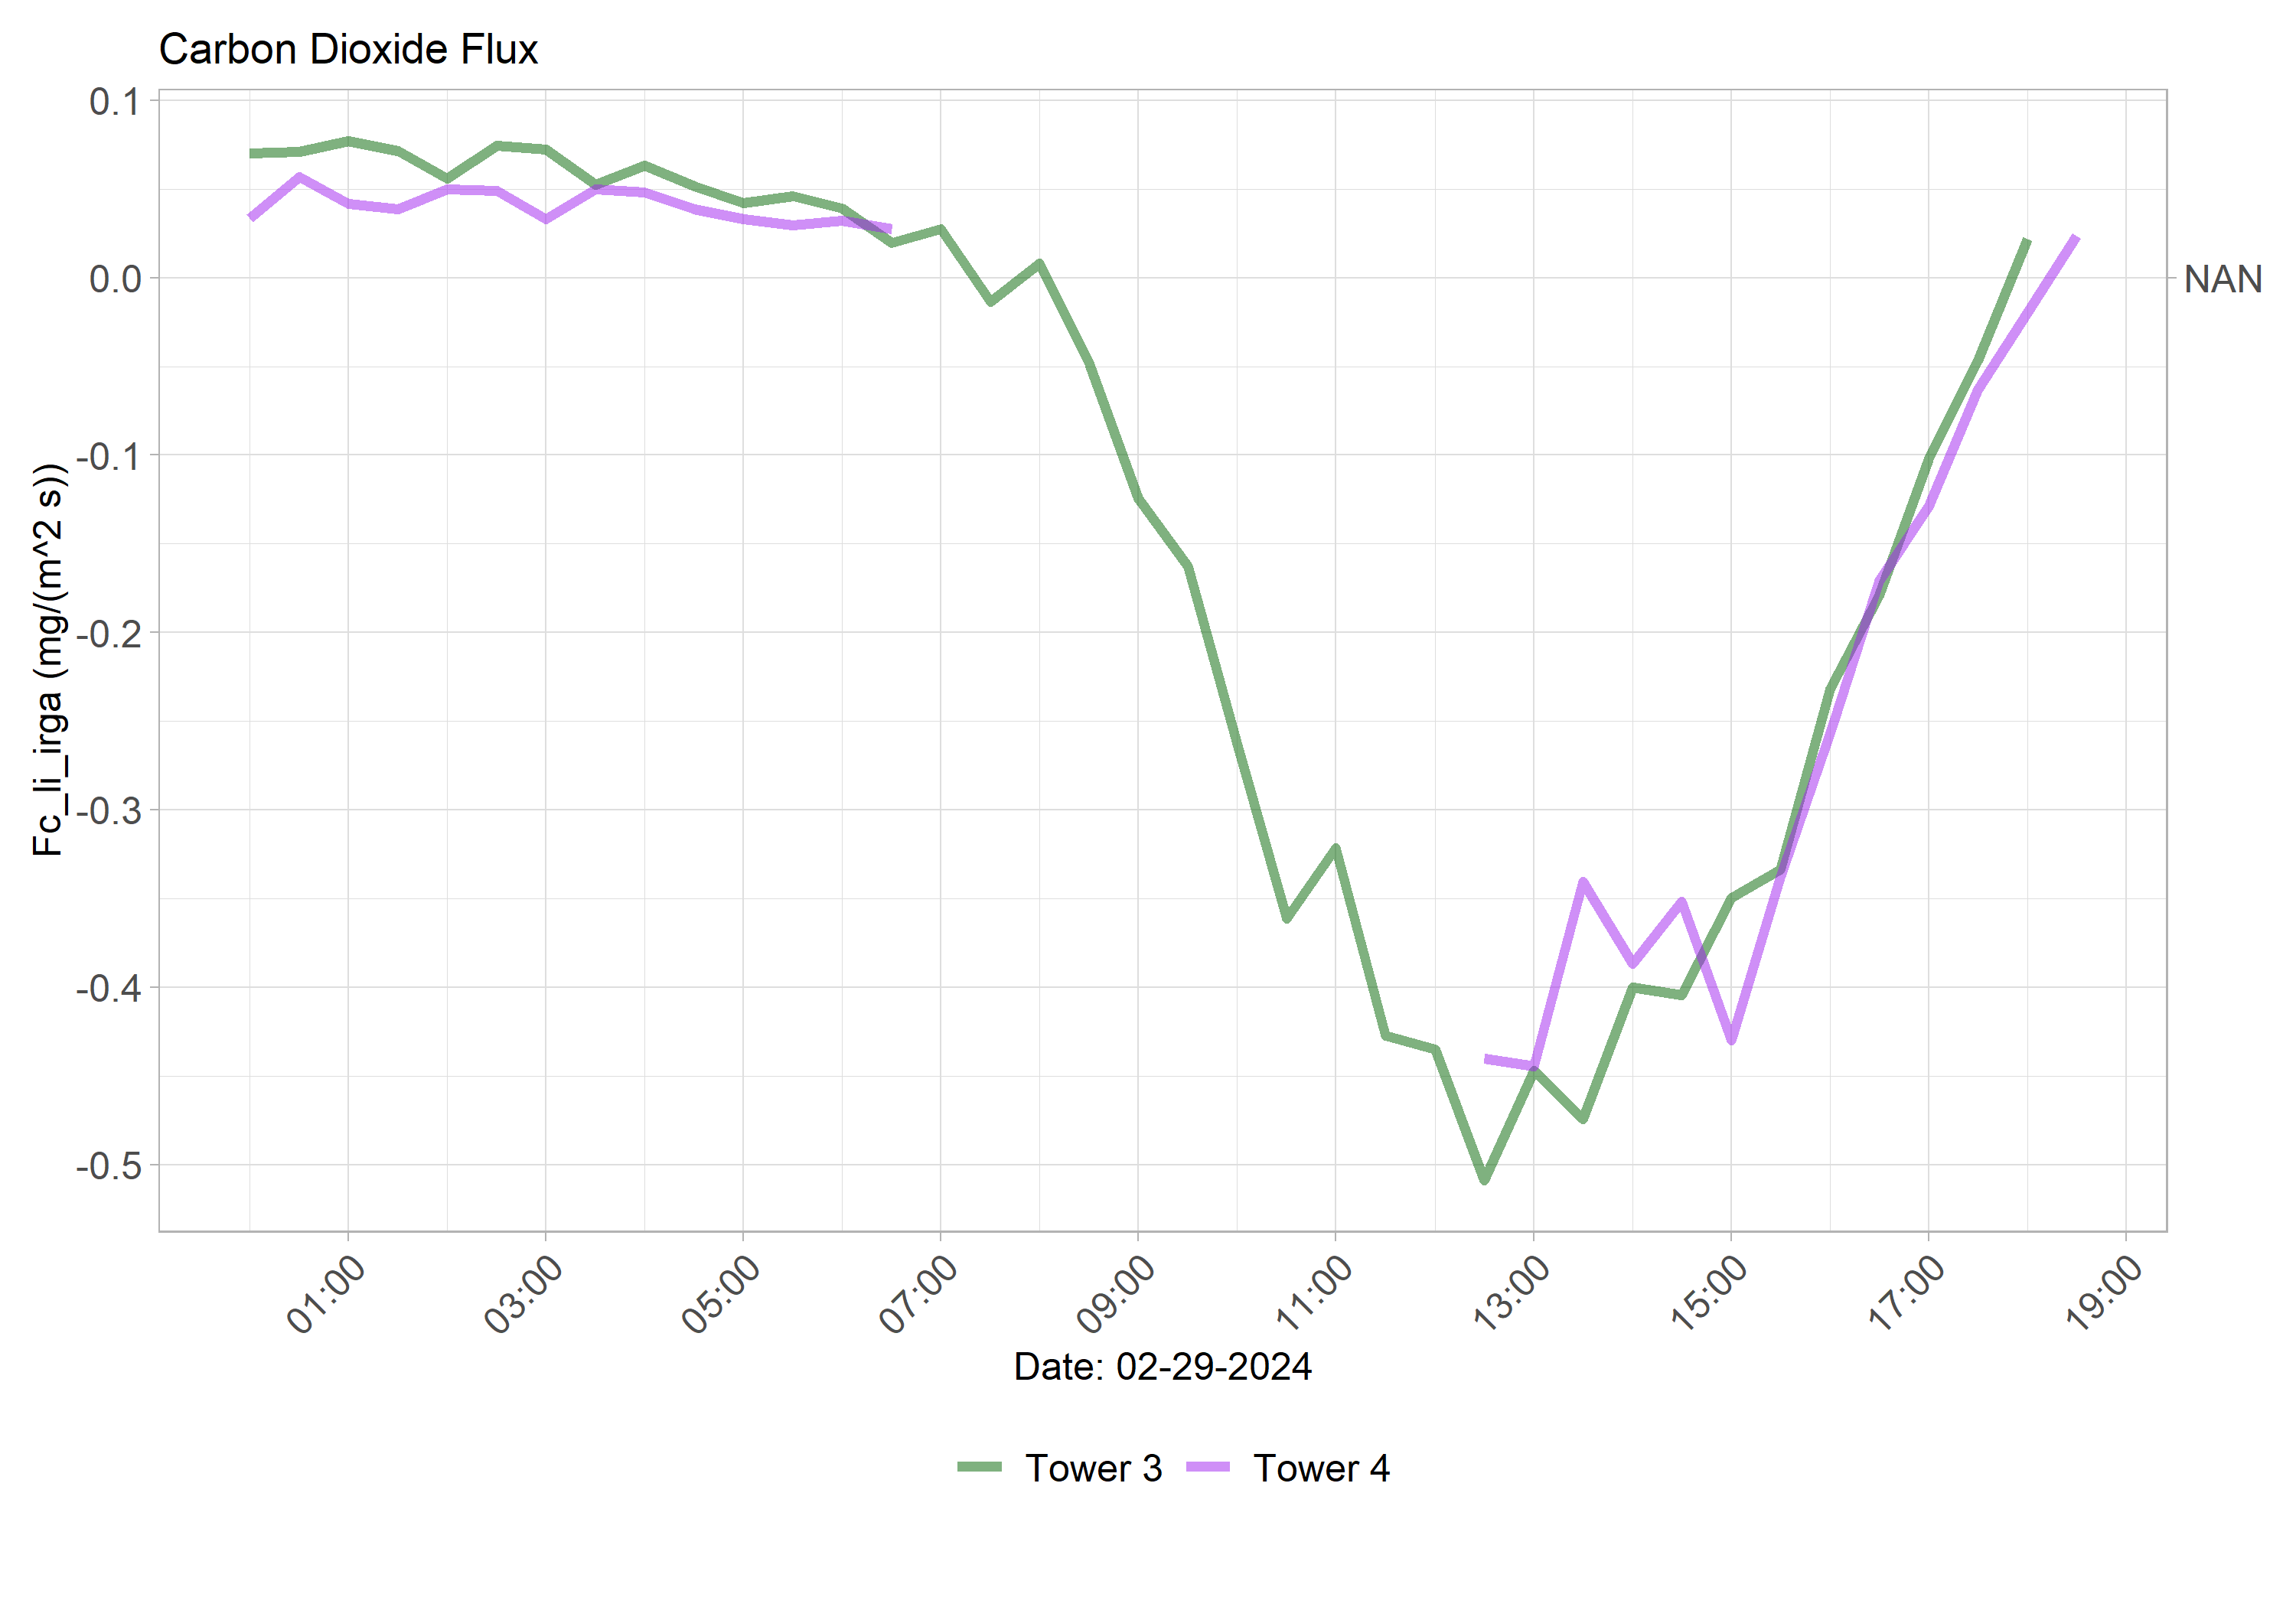 Carbon Dioxide Flux
Fc_li_irga (mg/(m^2 s))
0.1
0.0
-0.1
-0.2
-0.3
-0.4
-0.5
NAN
01:00
03:00
05:00
07:00
09:00
11:00
13:00
15:00
17:00
19:00
Date: 02-29-2024
Tower 3
Tower 4